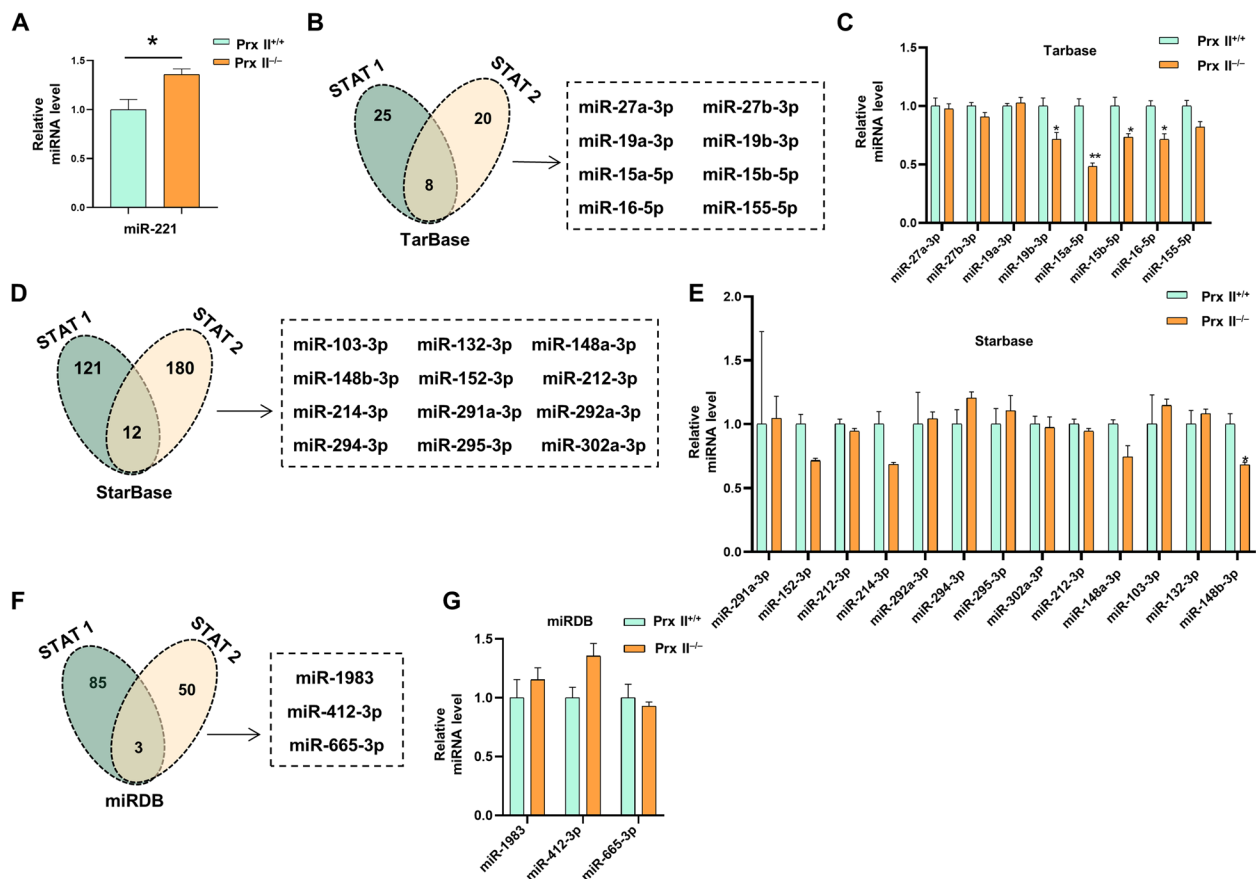 A
*
Prx II+/+
Prx II−/−
Relative
miRNA level
1.5
1.0
0.5
0.0
miR-221
B
STAT 1
STAT 2
25
20
8
TarBase
miR-27a-3p miR-27b-3p
miR-19a-3p miR-19b-3p
miR-15a-5p miR-15b-5p
miR-16-5p miR-155-5p
C
Tarbase
Prx II+/+
Prx II−/−
Relative
miRNA level
1.5
1.0
0.5
0.0
* ** * *
miR-27a-3p
miR-27b-3p
miR-19a-3p
miR-19b-3p
miR-15a-5p
miR-15b-5p
miR-16-5p
miR-155-5p
D
STAT 1
STAT 2
121
180
12
StarBase
miR-103-3p miR-132-3p miR-148a-3p
miR-148b-3p miR-152-3p miR-212-3p
miR-214-3p miR-291a-3p miR-292a-3p
miR-294-3p miR-295-3p miR-302a-3p
E
Prx II+/+
Prx II−/−
Starbase
Relative
miRNA level
2.0
1.5
1.0
0.5
0.0
*
miR-291a-3p
miR-152-3p
miR-212-3p
miR-214-3p
miR-292a-3p
miR-294-3p
miR-295-3p
miR-302a-3P
miR-212-3p
miR-148a-3p
miR-103-3p
miR-132-3p
miR-148b-3p
F
STAT 1
STAT 2
85
50
3
miRDB
miR-1983
miR-412-3p
miR-665-3p
G
miRDB
Prx II+/+
Prx II−/−
Relative
miRNA level
1.5
1.0
0.5
0.0
miR-1983
miR-412-3p
miR-665-3p